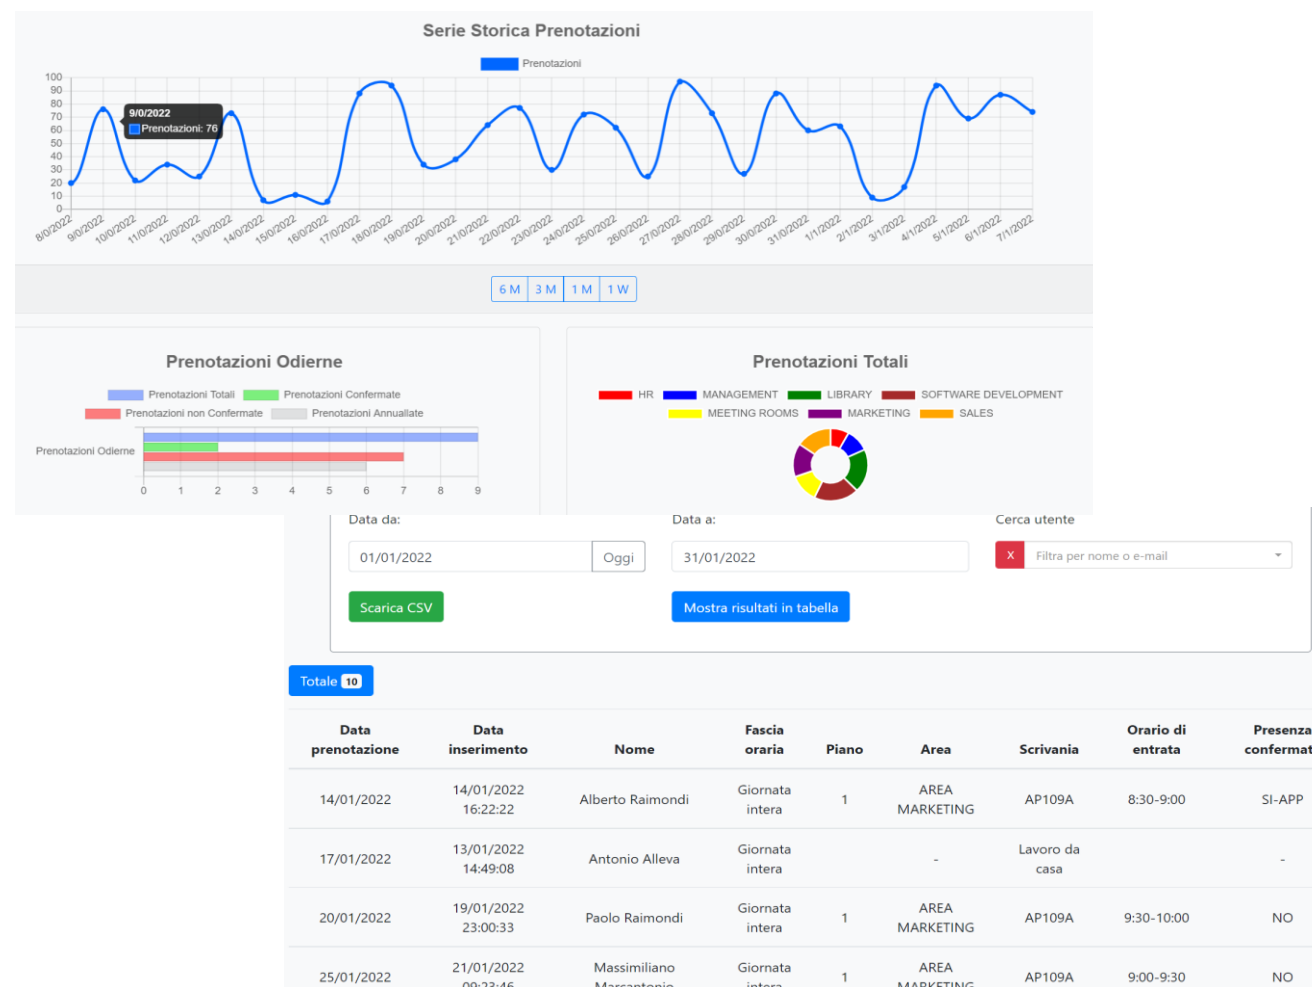 Serie Storica Prenotazioni
Prenotazioni
100
90
80
70
60
50
40
30
20
10
0
9/0/2022
Prenotazioni: 76
8/0/2022 9/0/2022 10/0/2022 11/0/2022 12/0/2022 13/0/2022 14/0/2022 15/0/2022 16/0/2022 17/0/2022 18/0/2022 19/0/2022 20/0/2022 21/0/2022 22/0/2022 23/0/2022 24/0/2022 25/0/2022 26/0/2022 27/0/2022 28/0/2022 29/0/2022 30/0/2022 31/0/2022 1/1/2022 2/1/2022 3/1/2022 4/1/2022 5/1/2022 6/1/2022 7/1/2022
6 M 3 M 1 M 1 W
Prenotazioni Odierne
Prenotazioni Totali Prenotazioni Confermate
Prenotazioni non Confermate Prenotazioni Annuallate
Prenotazioni Odierne
0 1 2 3 4 5 6 7 8 9
Prenotazioni Totali
HR MANAGEMENT LIBRARY SOFTWARE DEVELOPMENT
MEETING ROOMS MARKETING SALES
Data da: Data a: Cerca utente
01/01/2022 Oggi 31/01/2022 X Filtra per nome o e-mail
Scarica CSV Mostra risultati in tabella
Totale 10
Data Data Fascia Orario di Presenza
prenotazione inserimento Nome oraria Piano Area Scrivania entrata confermat
14/01/2022 Giornata AREA
14/01/2022 Alberto Raimondi 1 AP109A 8:30-9:00 SI-APP
16:22:22 intera MARKETING
13/01/2022 Giornata Lavoro da
17/01/2022 Antonio Alleva - -
14:49:08 intera casa
19/01/2022 Giornata AREA
20/01/2022 Paolo Raimondi 1 AP109A 9:30-10:00 NO
23:00:33 intera MARKETING
21/01/2022 Massimiliano Giornata AREA
25/01/2022 1 AP109A 9:00-9:30 NO
09:23:46 Marcantonio intera MARKETING